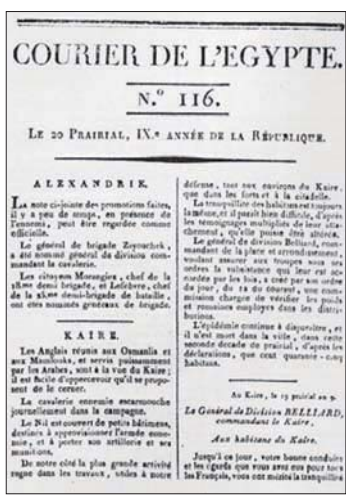 COURIER DE L'EGYPTE.
N.º 116.
LE 20 PRAIRIAL, IX.e ANNÉE DE LA RÉPUBLIQUE.
ALEXANDRIE.
LA note ci-jointe des promotions faites,
il y a peu de temps, en présence de
l'ennemi, peut être regardée comme
officielle.
Le général de brigade Zayonchek,
a été nommé général de division com-
mandant la cavalerie.
Les citoyens Morangies, chef de la
demi brigade, et Lefebvre, chef
de la demi-brigade de bataille,
ont été nommés généraux de brigade.
KAIRE.
Les Anglais réunis aux Osmanlis et
aux Mamlouks, et servis puissamment
par les Arabes, sont à la vue du Kaire;
il est facile d'appercevoir qu'il se propo-
sent de le cerner.
La cavalerie ennemie escarmouche
journellement dans la campagne.
Le Nil est couvert de petits bâtimens,
destinés à approvisionner l'armée enne-
mie, et à porter son artillerie et ses
munitions.
De notre côté la plus grande activité
règne dans les travaux, utiles à notre
défense, tant aux environs du Kaire,
que dans les forts et à la citadelle.
La tranquillité des habitans est toujours
la même, et il paraît bien difficile, d'après
les témoignages multipliés de leur atta-
chement, qu'elle puisse être altérée.
Le général de division Belliard, com-
mandant de la place et arrondissement,
voulant assurer aux troupes sous ses
ordres la subsistance qui leur est ac-
cordée par les lois, a créé par son ordre
du jour, du 12 du courant, une com-
mission chargée de vérifier les poids
et romaines employés dans les distri-
butions.
L'épidémie continue à disparoître, et
il n'est mort dans la ville, dans cette
seconde décade de prairial, d'après les
déclarations, que cent quarante-cinq
habitans.
Au Kaire, le 19 prairial an 9.
Le Général de Division BELLIARD,
commandant le Kaire,
Aux habitans du Kaire.
Jusqu'à ce jour, votre bonne conduite
et les égards que vous avez eus pour tous
les Français, vous ont mérité la tranquillité